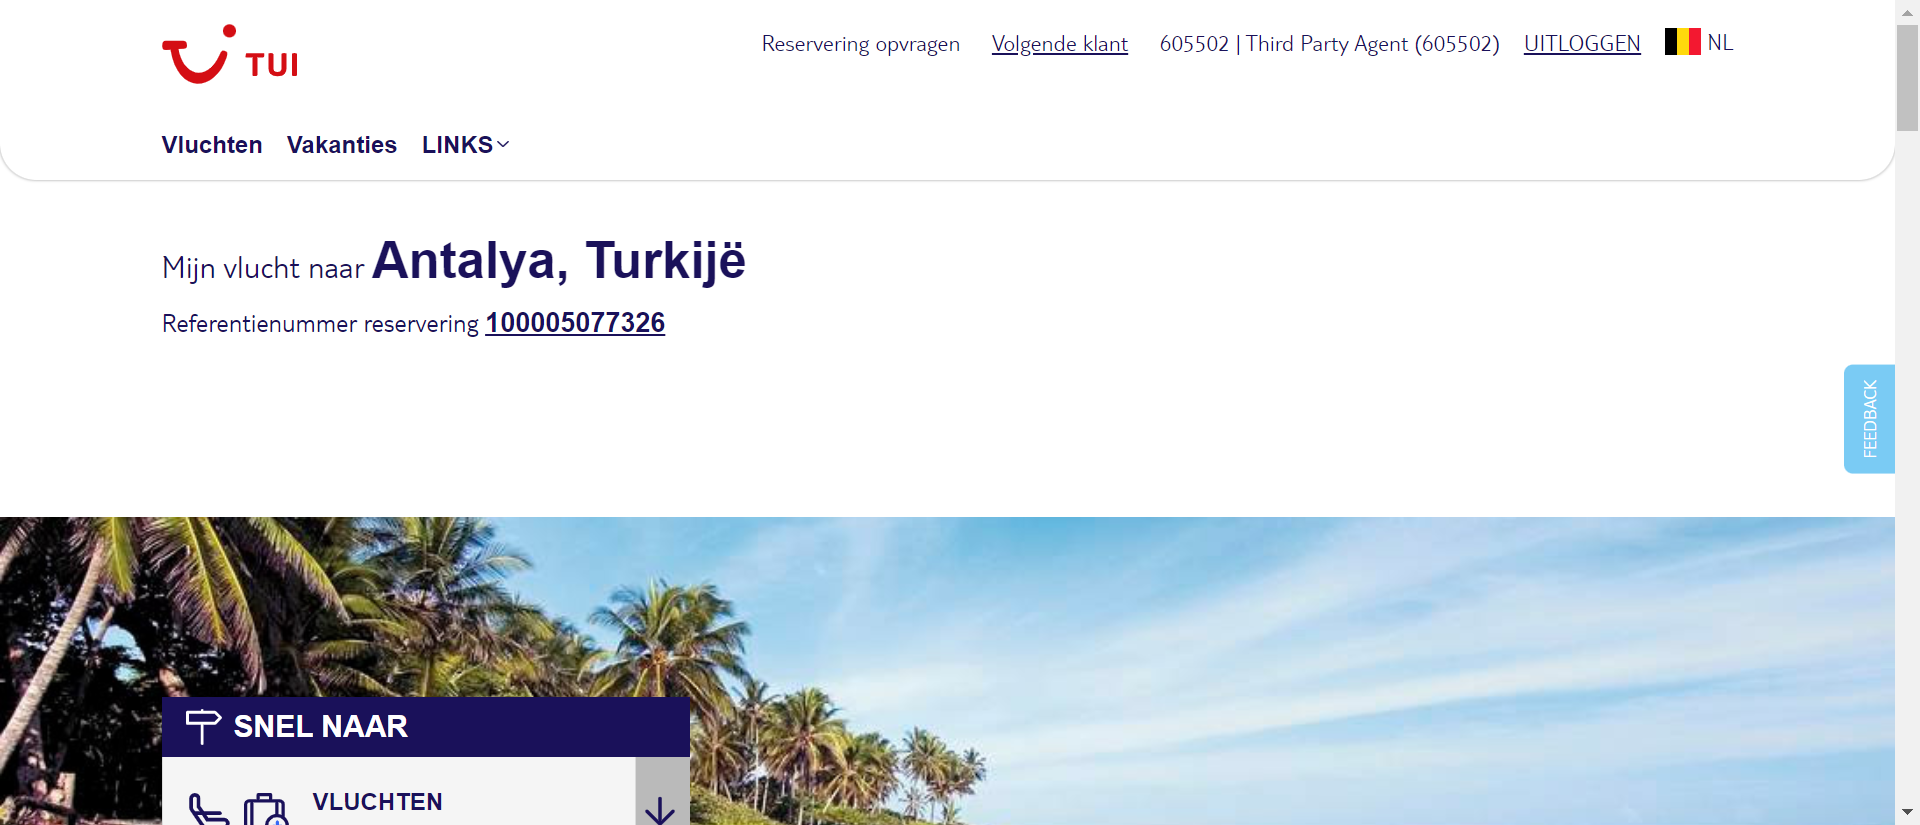 TUI
Reservering opvragen Volgende klant 605502 | Third Party Agent (605502) UITLOGGEN NL
Vluchten Vakanties LINKS
Mijn vlucht naar Antalya, Turkijë
Referentienummer reservering 100005077326
FEEDBACK
SNEL NAAR
VLUCHTEN